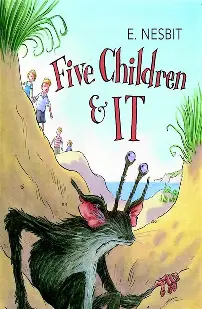 E. NESBIT
Five Children
& IT